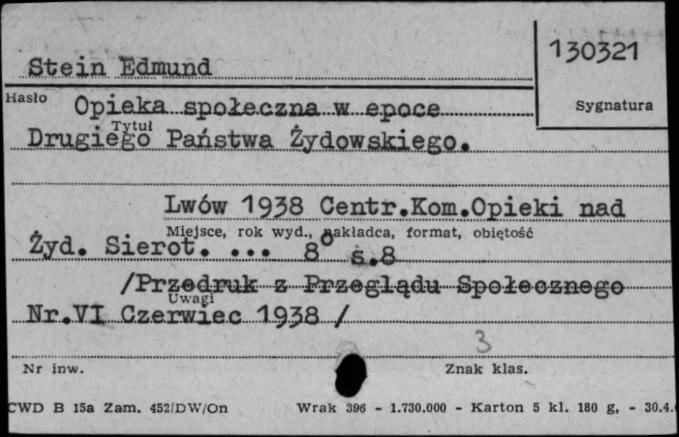 130321
Stein Edmund
Hasło
Sygnatura
Opieka społeczna w epoce
Tytuł
Drugiego Państwa Żydowskiego.
Lwów 1938 Centr.Kom.Opieki nad
Miejsce, rok wyd., nakładca, format, obiętość
Żyd. Sierot. ... 8° s.8
/Przedruk z Przeglądu Społecznego
Uwagi
Nr.VI Czerwiec 1938 /
3
Nr inw.
Znak klas.
CWD B 15a Zam. 452/DW/On Wrak 396 - 1.730.000 - Karton 5 kl. 180 g, - 30.4.